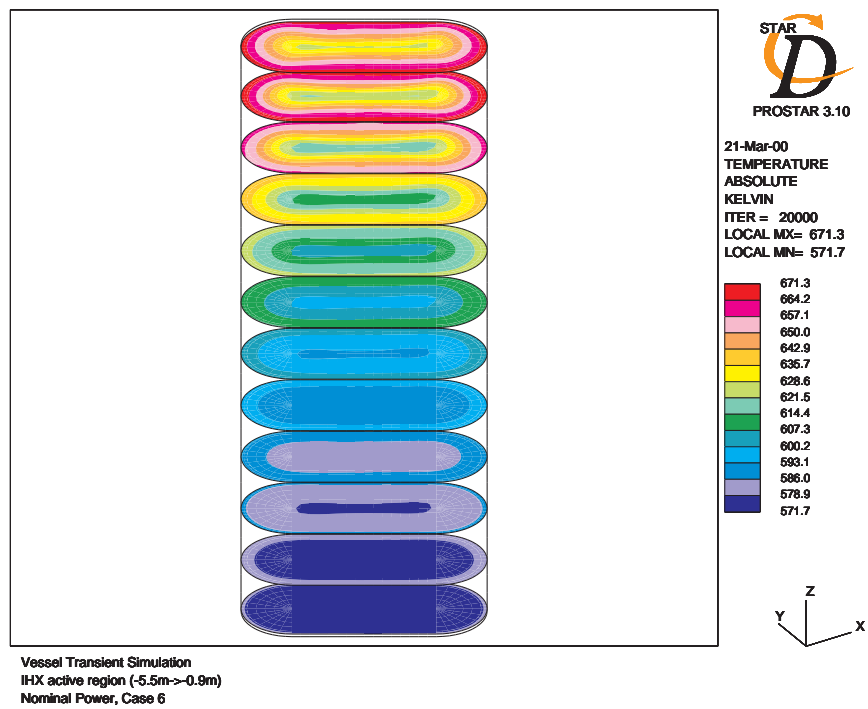 STAR
D
PROSTAR 3.10
21-Mar-00
TEMPERATURE
ABSOLUTE
KELVIN
ITER = 20000
LOCAL MX= 671.3
LOCAL MN= 571.7
671.3
664.2
657.1
650.0
642.9
635.7
628.6
621.5
614.4
607.3
600.2
593.1
586.0
578.9
571.7
Z
Y
X
Vessel Transient Simulation
IHX active region (-5.5m->-0.9m)
Nominal Power, Case 6